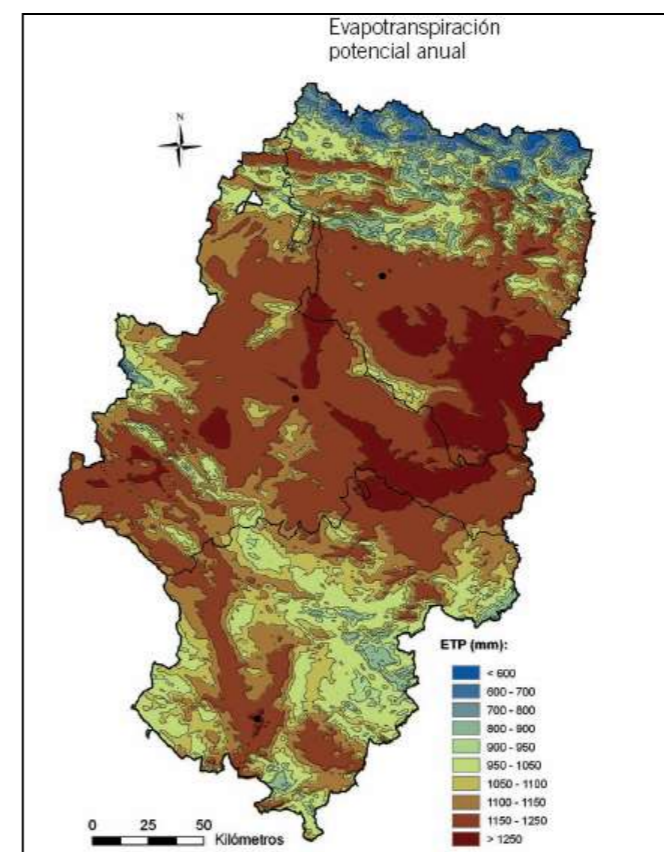 Evapotranspiración
potencial anual
N
ETP (mm):
< 600
600 - 700
700 - 800
800 - 900
900 - 950
950 - 1050
1050 - 1100
1100 - 1150
1150 - 1250
> 1250
0 25 50
Kilómetros